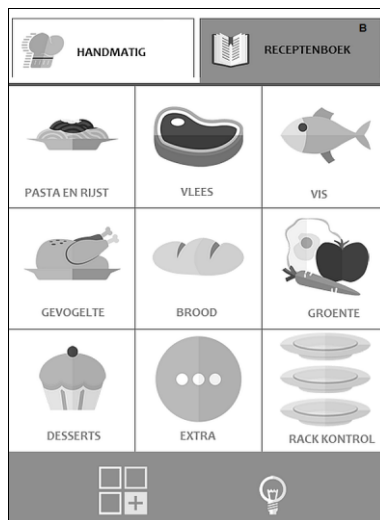 HANDMATIG
RECEPTENBOEK
B
PASTA EN RIJST
VLEES
VIS
GEVOGELTE
BROOD
GROENTE
DESSERTS
EXTRA
RACK KONTROL